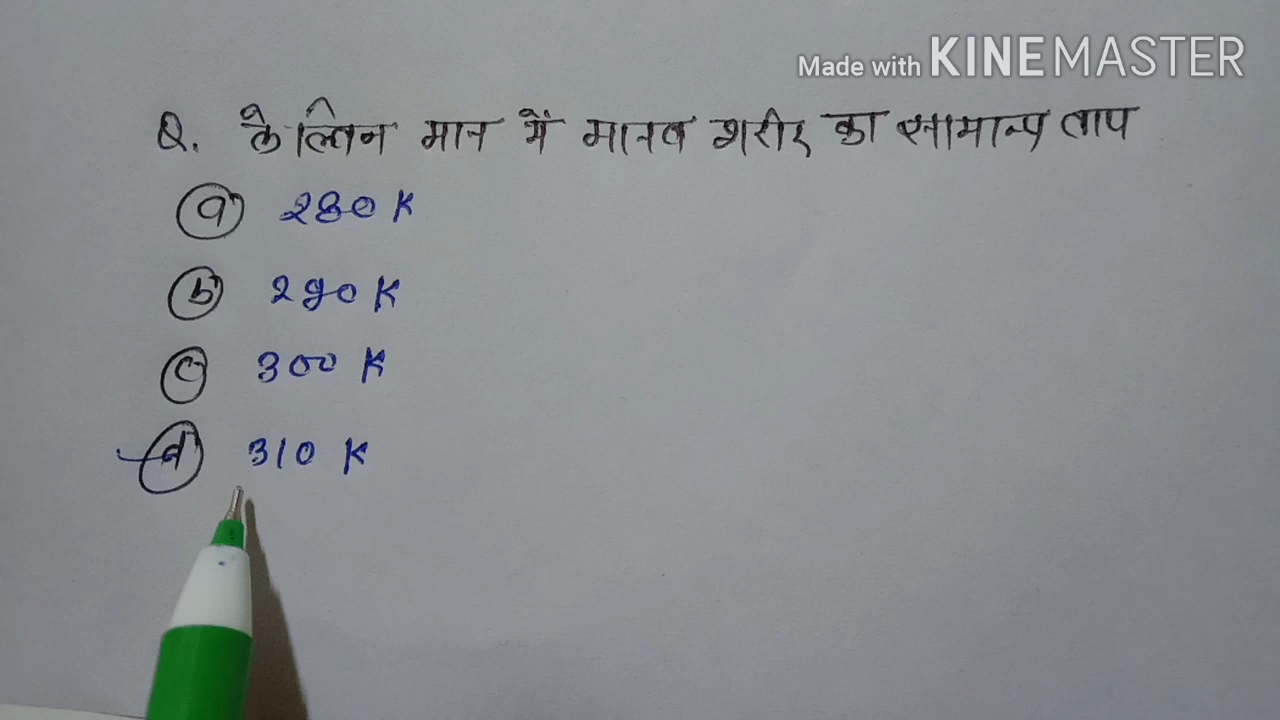 Made with KINEMASTER
Q. केल्विन मान में मानव शरीर का सामान्य ताप
(a) 280 K
(b) 290 K
(c) 300 K
(d) 310 K